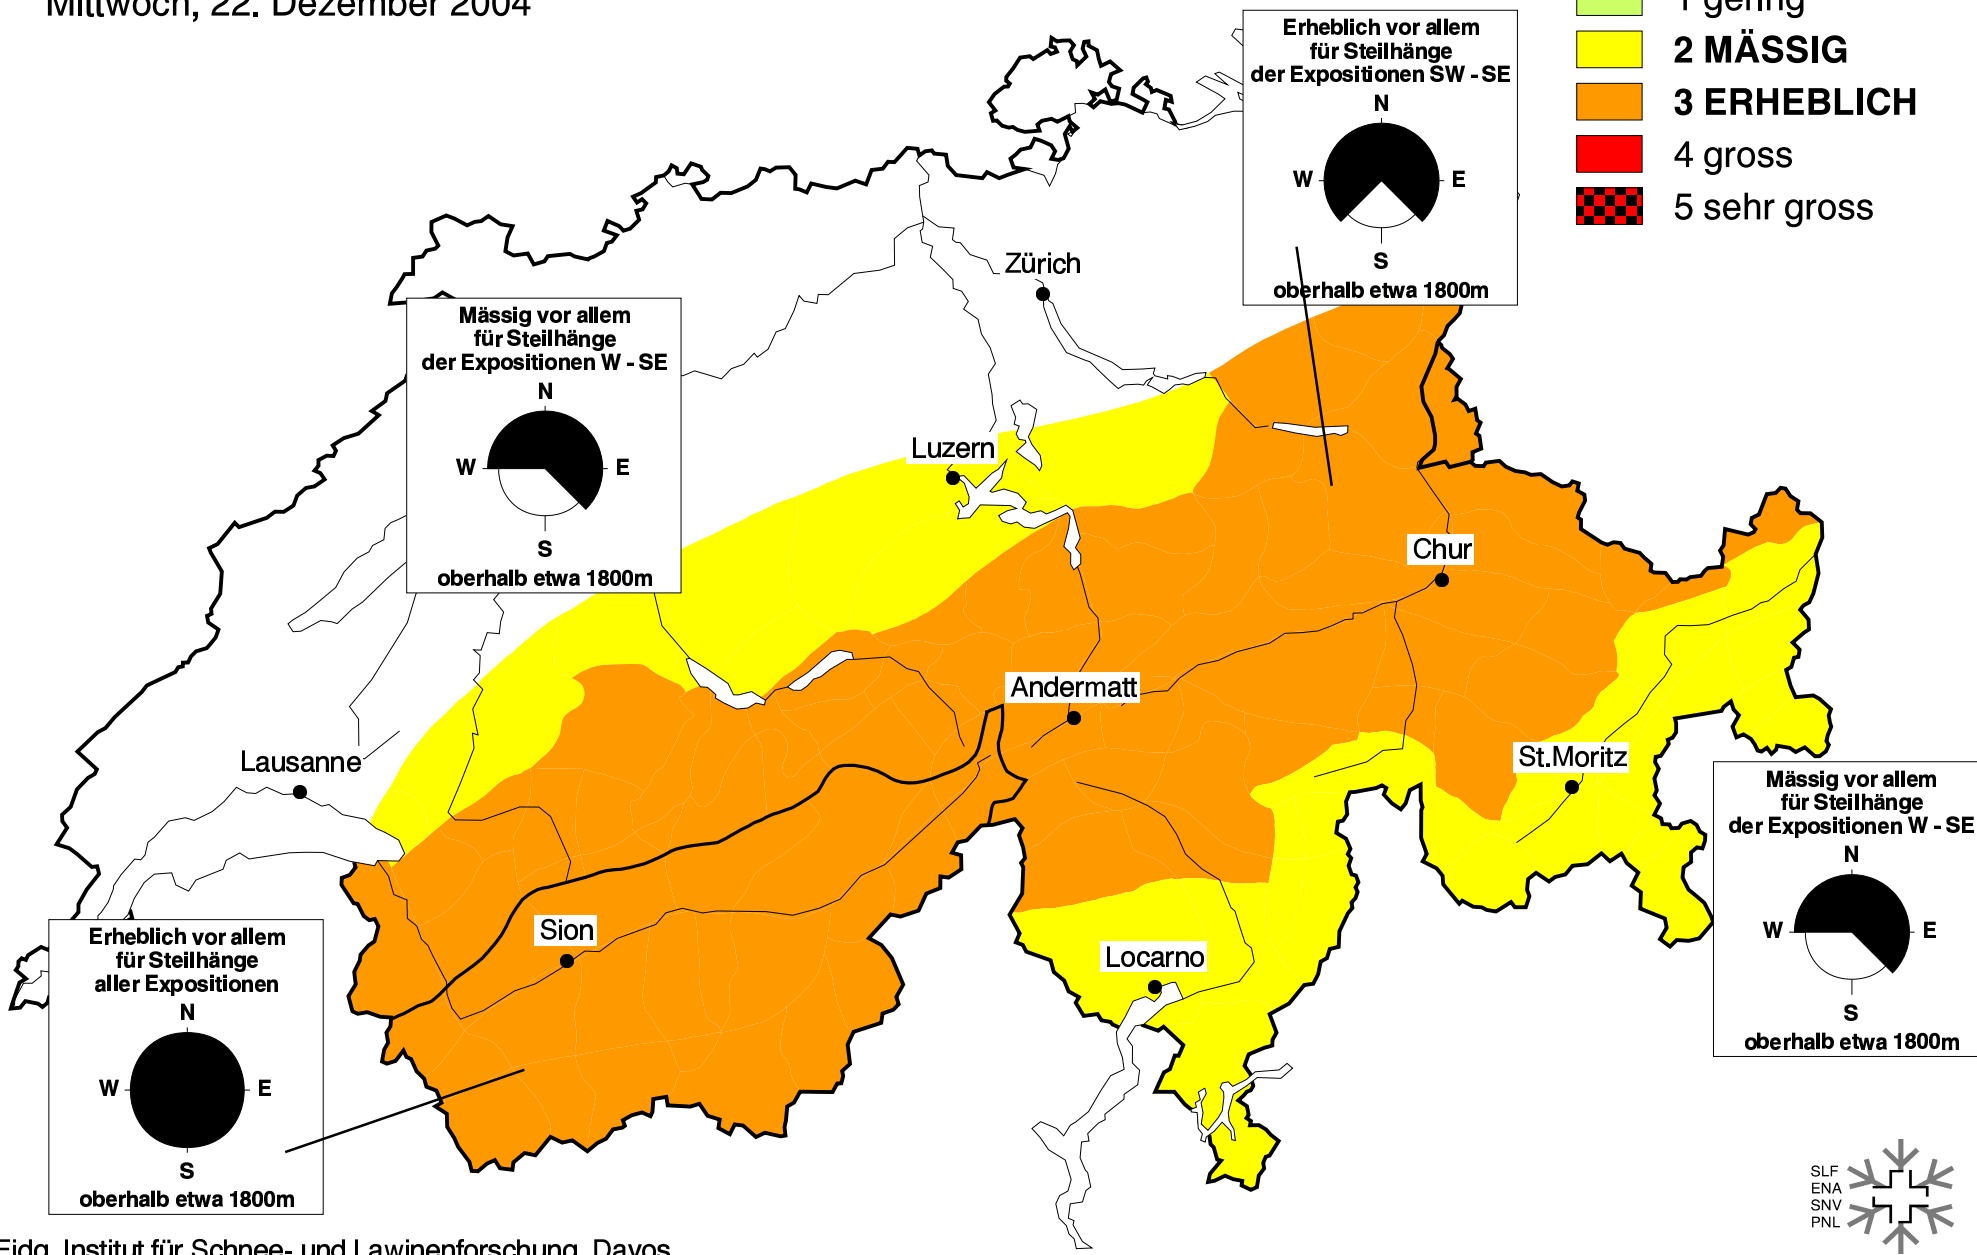 Mittwoch, 22. Dezember 2004
1 gering
2 MÄSSIG
3 ERHEBLICH
4 gross
5 sehr gross
Erheblich vor allem
für Steilhänge
der Expositionen SW - SE
N
W
E
S
oberhalb etwa 1800m
Zürich
Mässig vor allem
für Steilhänge
der Expositionen W - SE
N
W
E
S
oberhalb etwa 1800m
Luzern
Chur
Andermatt
Lausanne
St.Moritz
Mässig vor allem
für Steilhänge
der Expositionen W - SE
N
W
E
S
oberhalb etwa 1800m
Sion
Locarno
Erheblich vor allem
für Steilhänge
aller Expositionen
N
W
E
S
oberhalb etwa 1800m
SLF
ENA
SNV
PNL
Eidg. Institut für Schnee- und Lawinenforschung, Davos